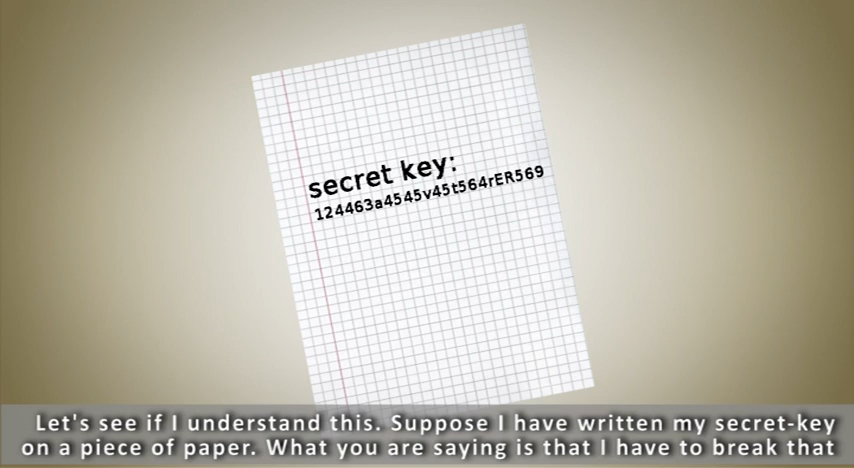 secret key:
124463a4545v45t564rER569
Let's see if I understand this. Suppose I have written my secret-key
on a piece of paper. What you are saying is that I have to break that